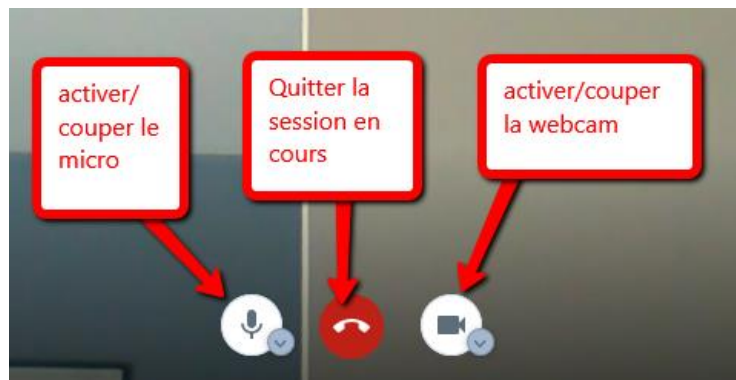 activer/
couper le
micro
Quitter la
session en
cours
activer/couper
la webcam